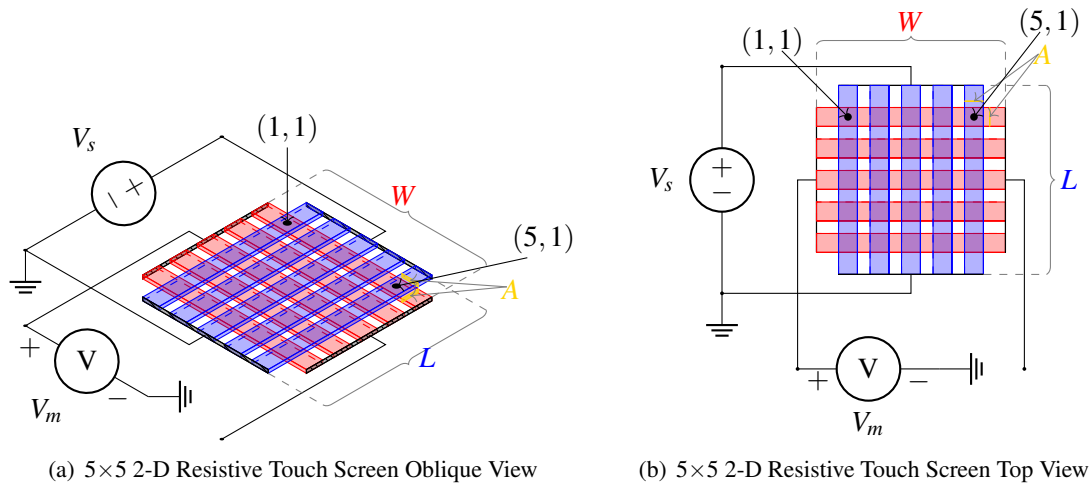 (1, 1)
V_s
W
(5, 1)
A
L
+
−
+
V
−
V_m
(a) 5×5 2-D Resistive Touch Screen Oblique View
(5, 1)
W
(1, 1)
A
V_s
+
−
L
+
V
−
V_m
(b) 5×5 2-D Resistive Touch Screen Top View